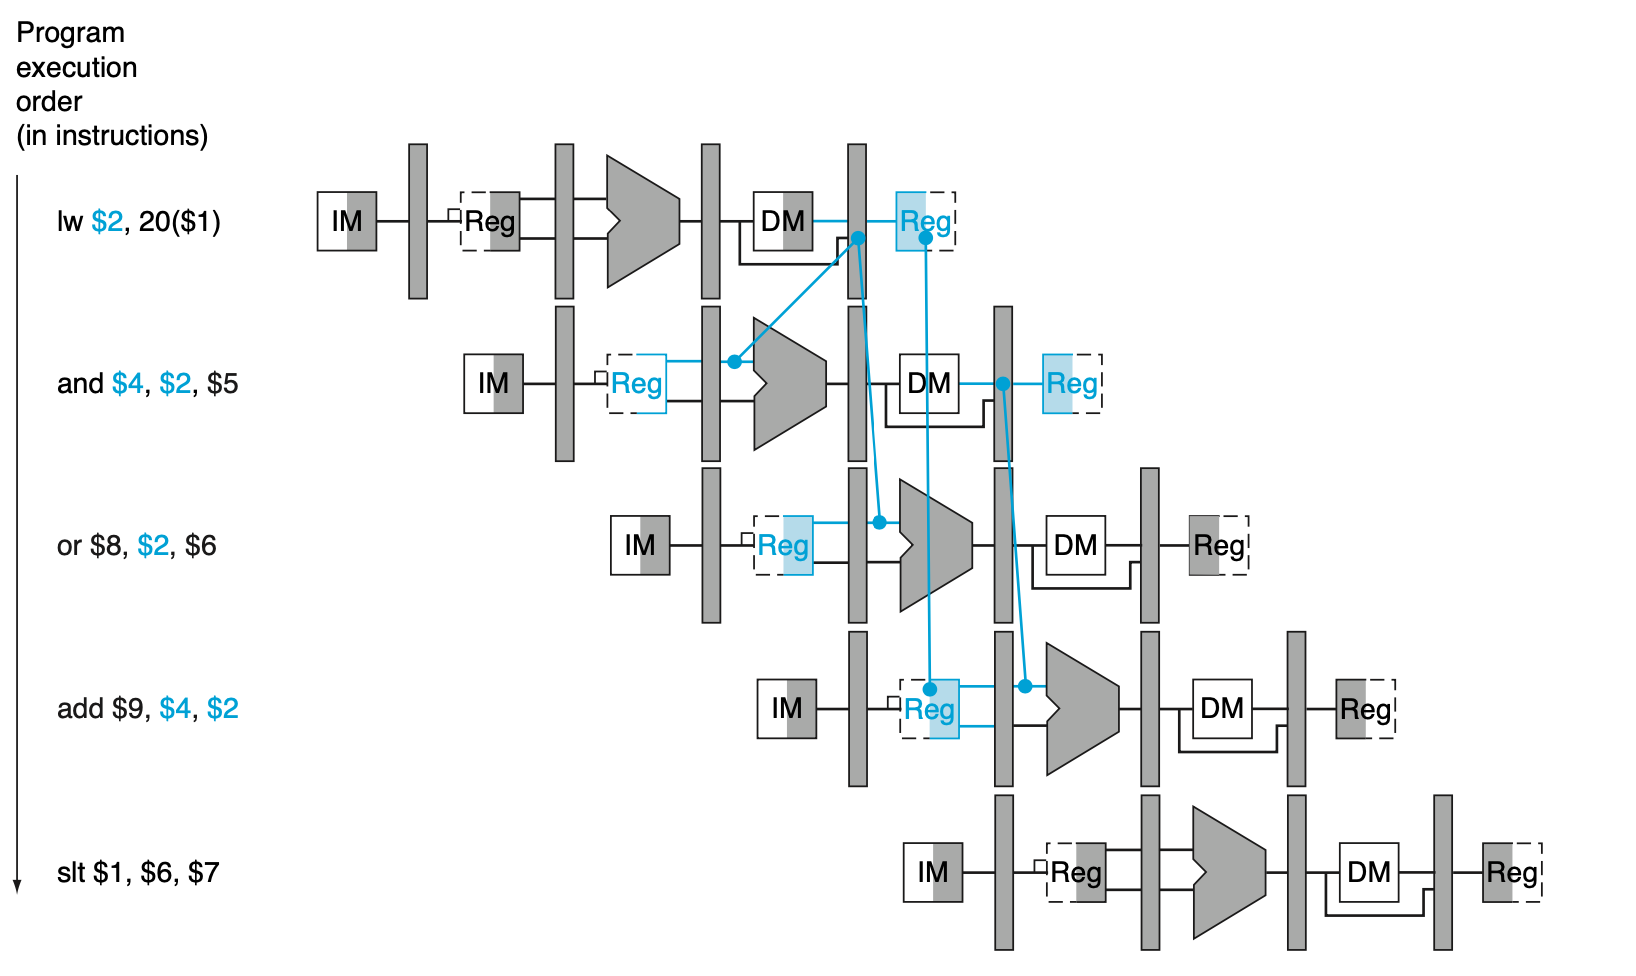 Program
execution
order
(in instructions)
lw $2, 20($1)
IM
Reg
DM
Reg
and $4, $2, $5
IM
Reg
DM
Reg
or $8, $2, $6
IM
Reg
DM
Reg
add $9, $4, $2
IM
Reg
DM
Reg
slt $1, $6, $7
IM
Reg
DM
Reg